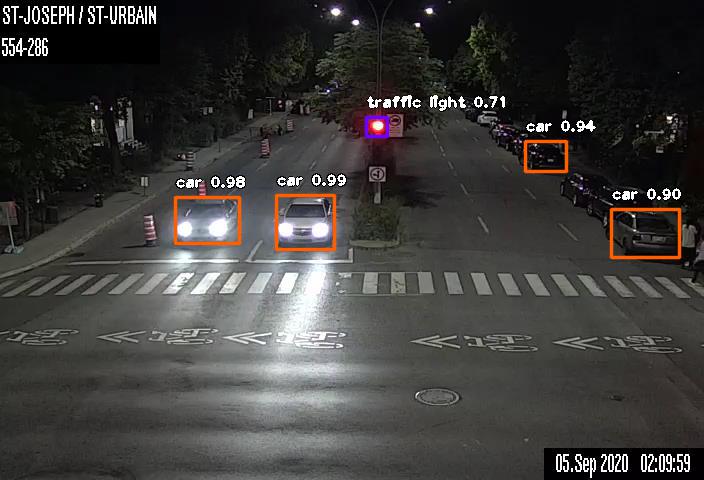 ST-JOSEPH / ST-URBAIN
554-286
traffic light 0.71
car 0.94
car 0.99
car 0.98
car 0.90
05.Sep 2020 02:09:59